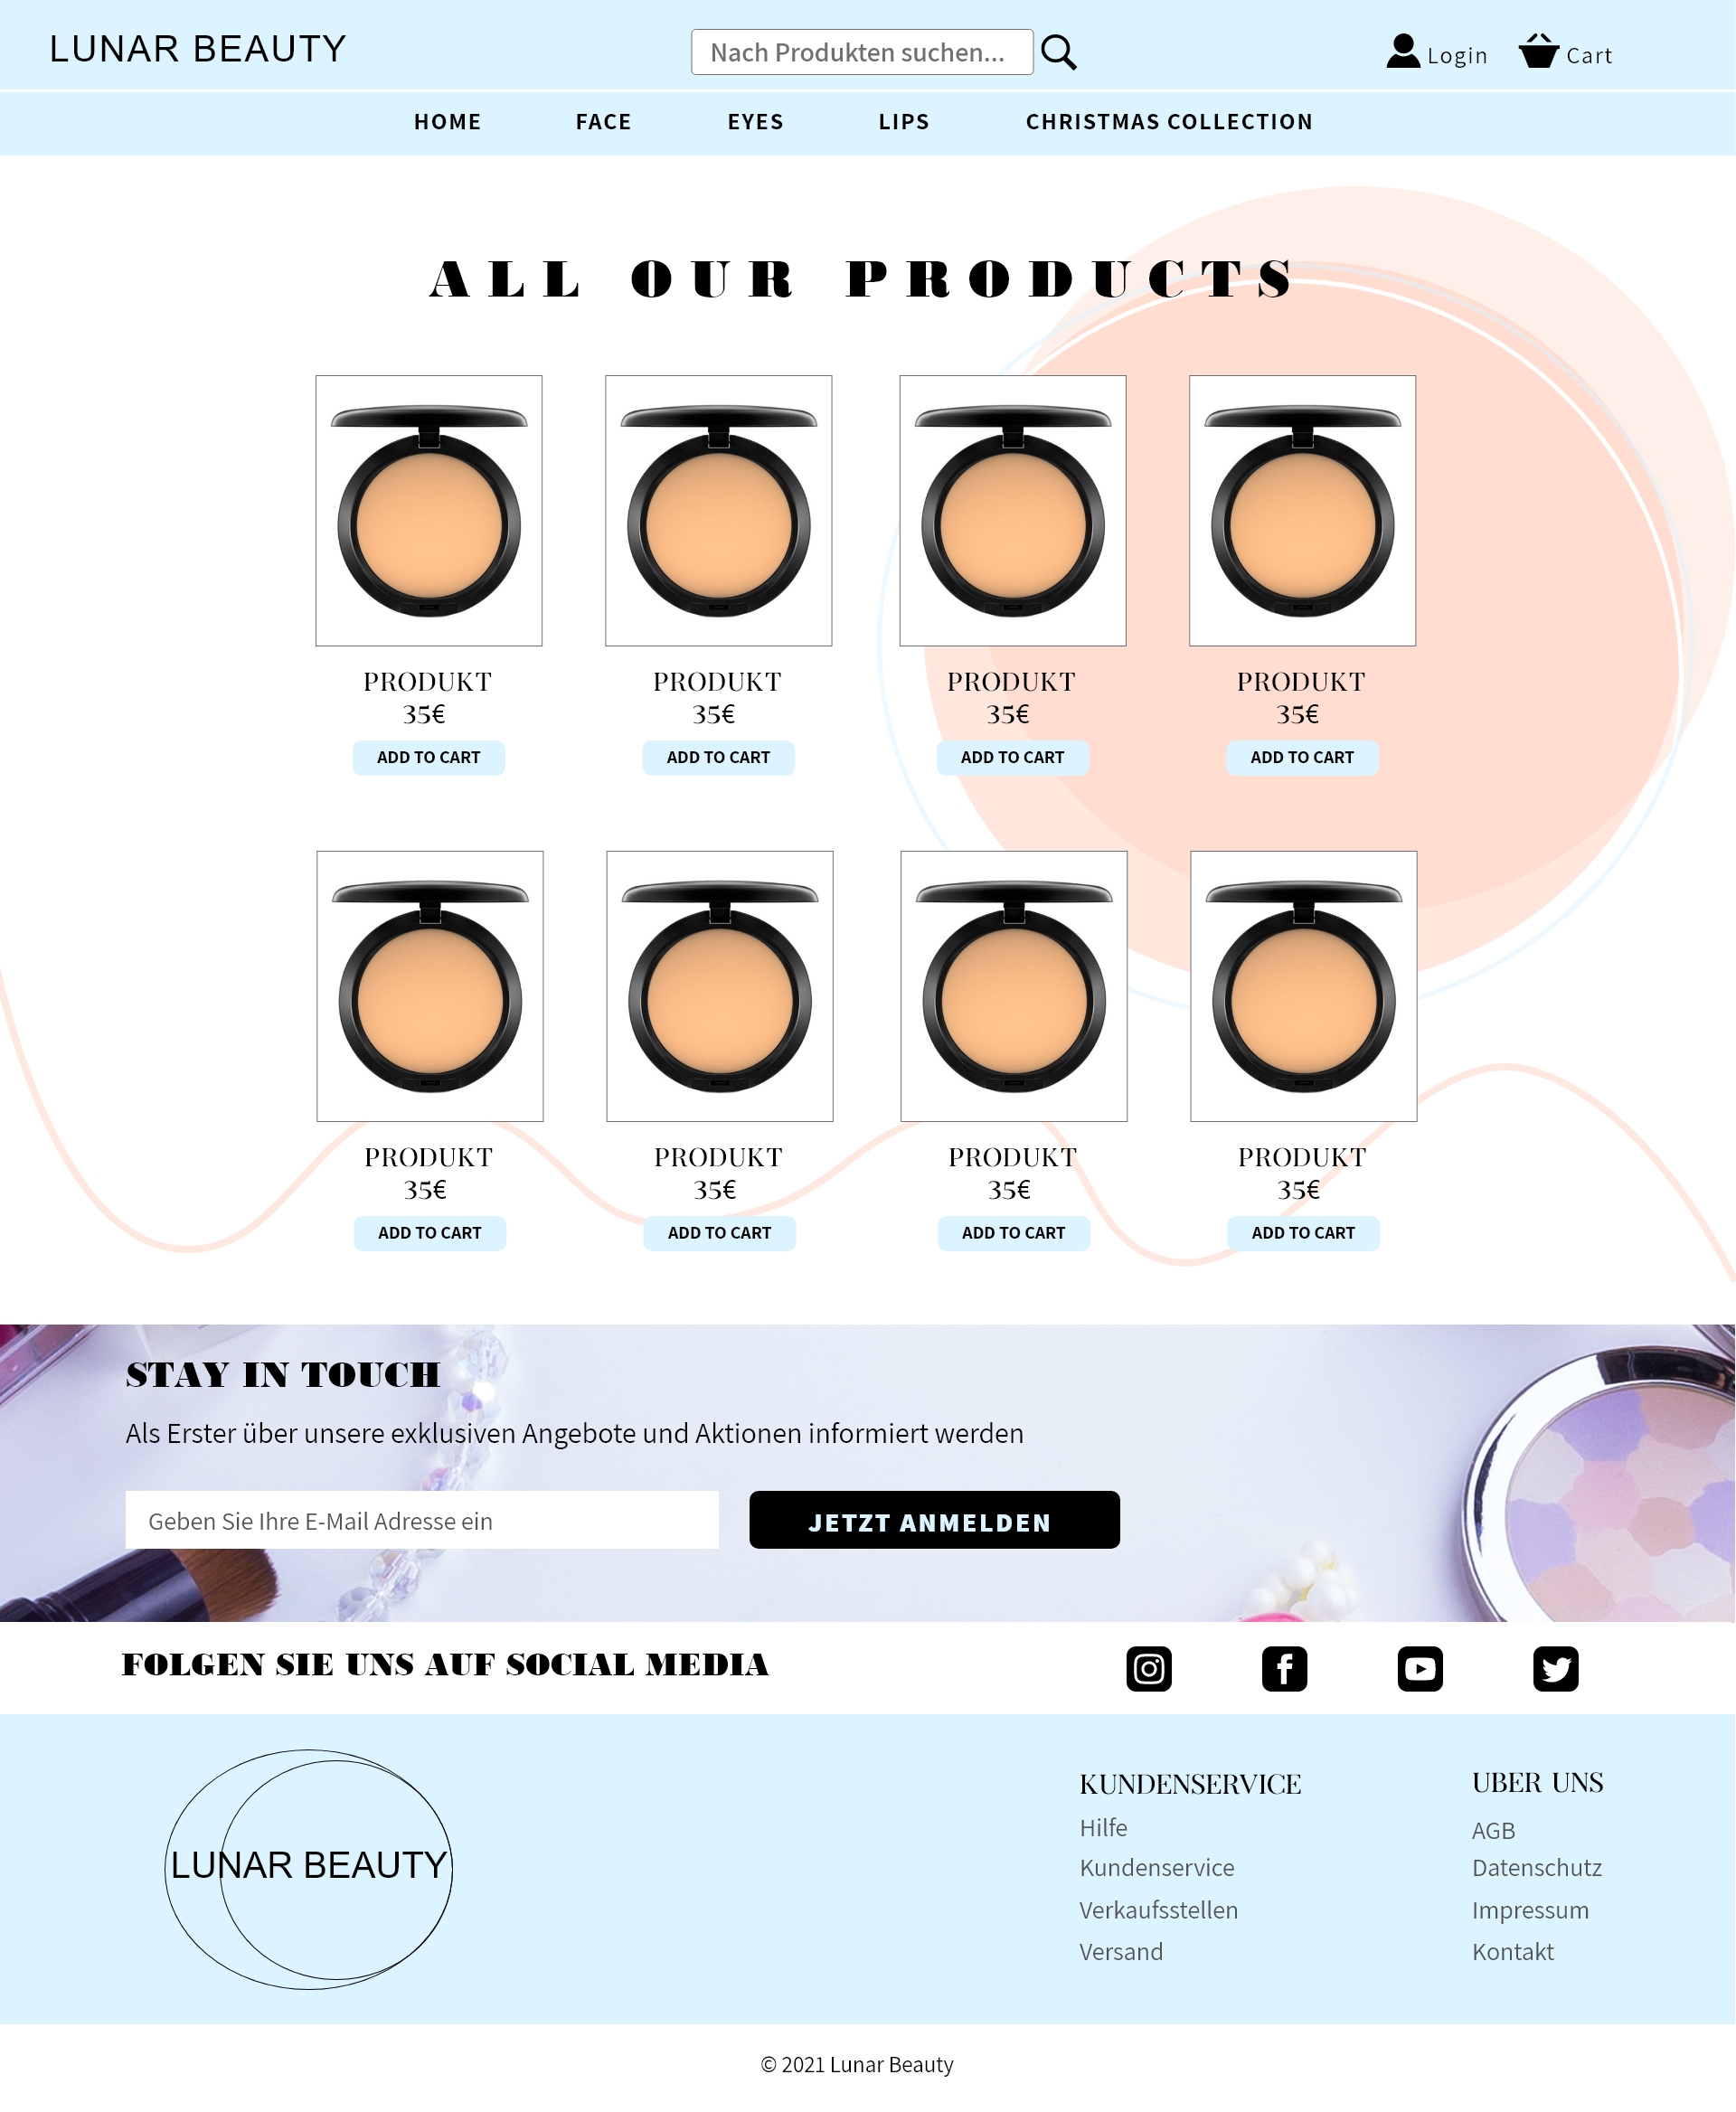 LUNAR BEAUTY
Nach Produkten suchen...
Login
Cart
HOME FACE EYES LIPS CHRISTMAS COLLECTION
ALL OUR PRODUCTS
PRODUKT PRODUKT PRODUKT PRODUKT
35€ 35€ 35€ 35€
ADD TO CART ADD TO CART ADD TO CART ADD TO CART
PRODUKT PRODUKT PRODUKT PRODUKT
35€ 35€ 35€ 35€
ADD TO CART ADD TO CART ADD TO CART ADD TO CART
STAY IN TOUCH
Als Erster über unsere exklusiven Angebote und Aktionen informiert werden
Geben Sie Ihre E-Mail Adresse ein
JETZT ANMELDEN
FOLGEN SIE UNS AUF SOCIAL MEDIA
LUNAR BEAUTY
KUNDENSERVICE
Hilfe
Kundenservice
Verkaufsstellen
Versand
UBER UNS
AGB
Datenschutz
Impressum
Kontakt
© 2021 Lunar Beauty